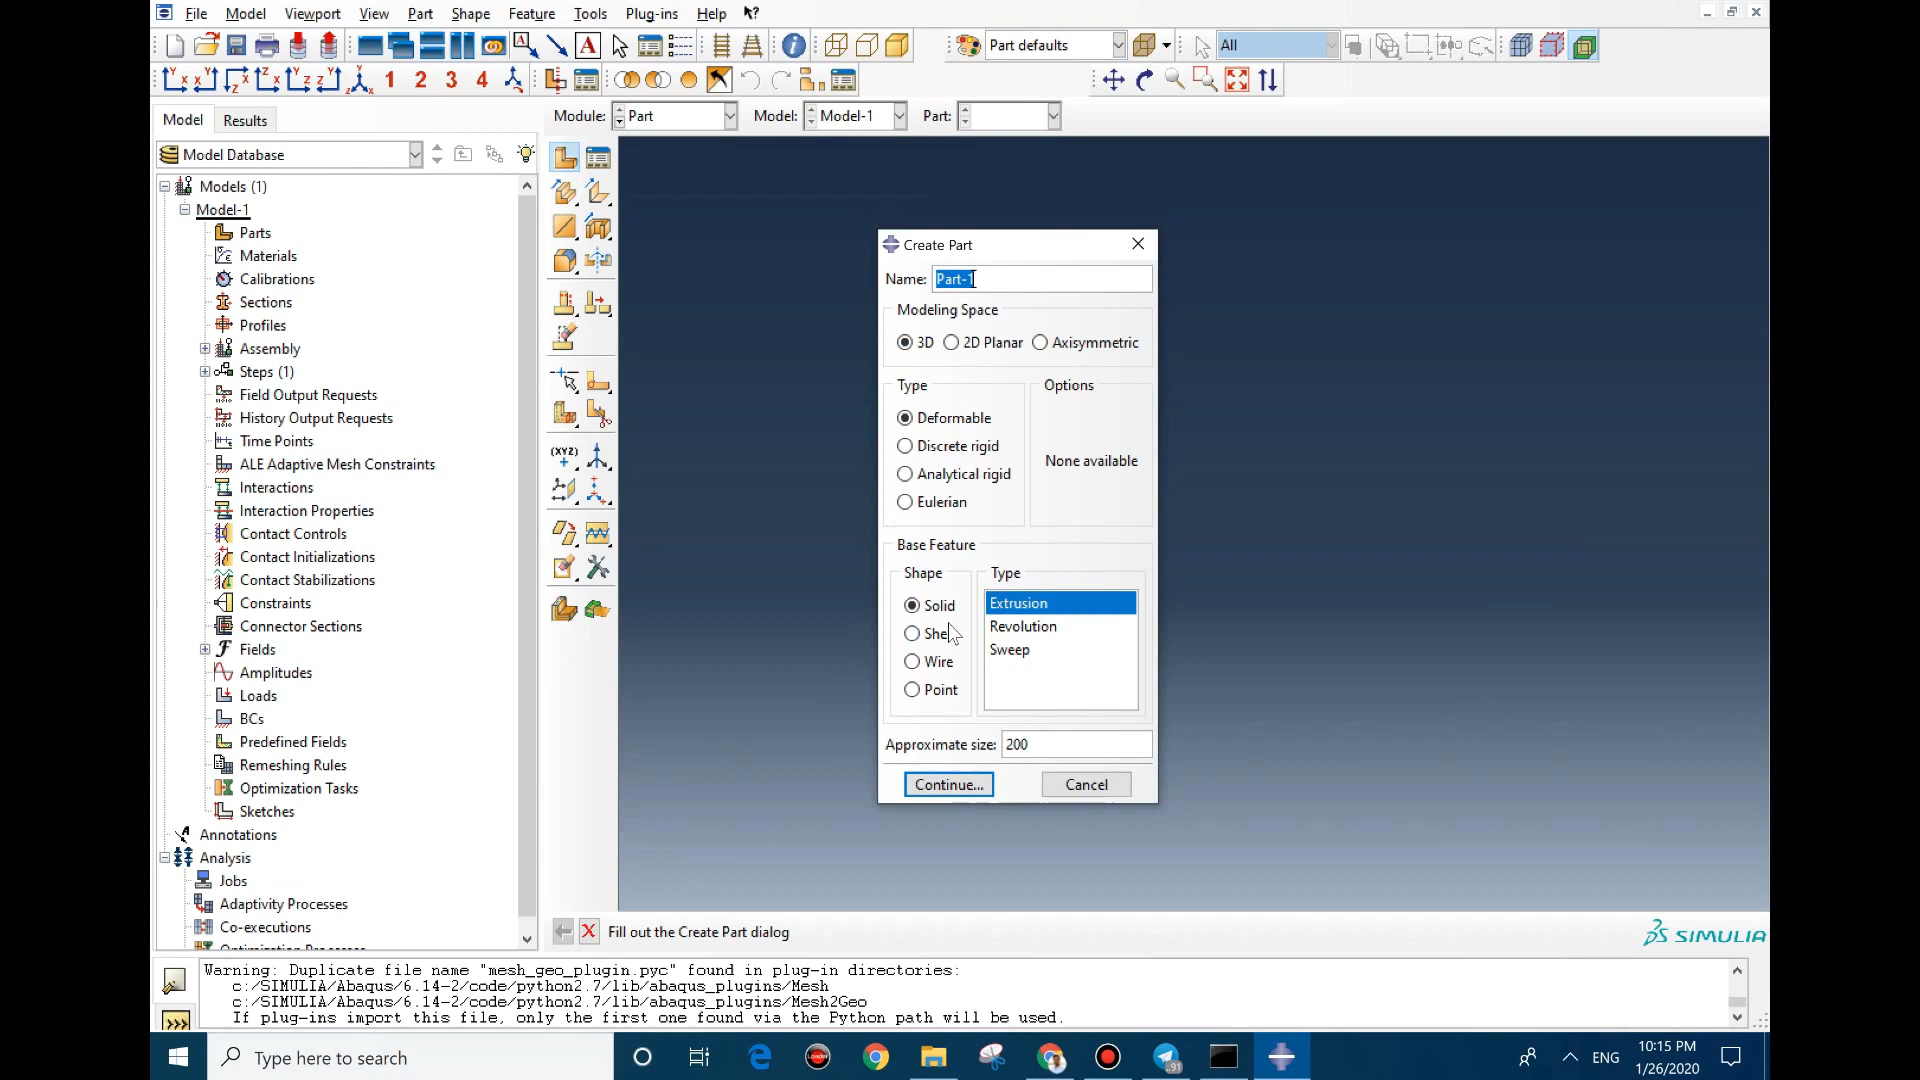 File Model Viewport View Part Shape Feature Tools Plug-ins Help
Part defaults All
1 2 3 4
Model Results Module: Part Model: Model-1 Part:
Model Database
Models (1)
Model-1
Parts
Materials
Calibrations
Sections
Profiles
Assembly
Steps (1)
Field Output Requests
History Output Requests
Time Points
ALE Adaptive Mesh Constraints
Interactions
Interaction Properties
Contact Controls
Contact Initializations
Contact Stabilizations
Constraints
Connector Sections
Fields
Amplitudes
Loads
BCs
Predefined Fields
Remeshing Rules
Optimization Tasks
Sketches
Annotations
Analysis
Jobs
Adaptivity Processes
Co-executions
Optimization Processes
(XYZ)
Create Part
Name: Part-1
Modeling Space
3D 2D Planar Axisymmetric
Type Options
Deformable
Discrete rigid
Analytical rigid
Eulerian
None available
Base Feature
Shape Type
Solid
She
Wire
Point
Extrusion
Revolution
Sweep
Approximate size: 200
Continue... Cancel
Fill out the Create Part dialog
SIMULIA
Warning: Duplicate file name "mesh_geo_plugin.pyc" found in plug-in directories:
c:/SIMULIA/Abaqus/6.14-2/code/python2.7/lib/abaqus_plugins/Mesh
c:/SIMULIA/Abaqus/6.14-2/code/python2.7/lib/abaqus_plugins/Mesh2Geo
If plug-ins import this file, only the first one found via the Python path will be used.
Type here to search
ENG
10:15 PM
1/26/2020